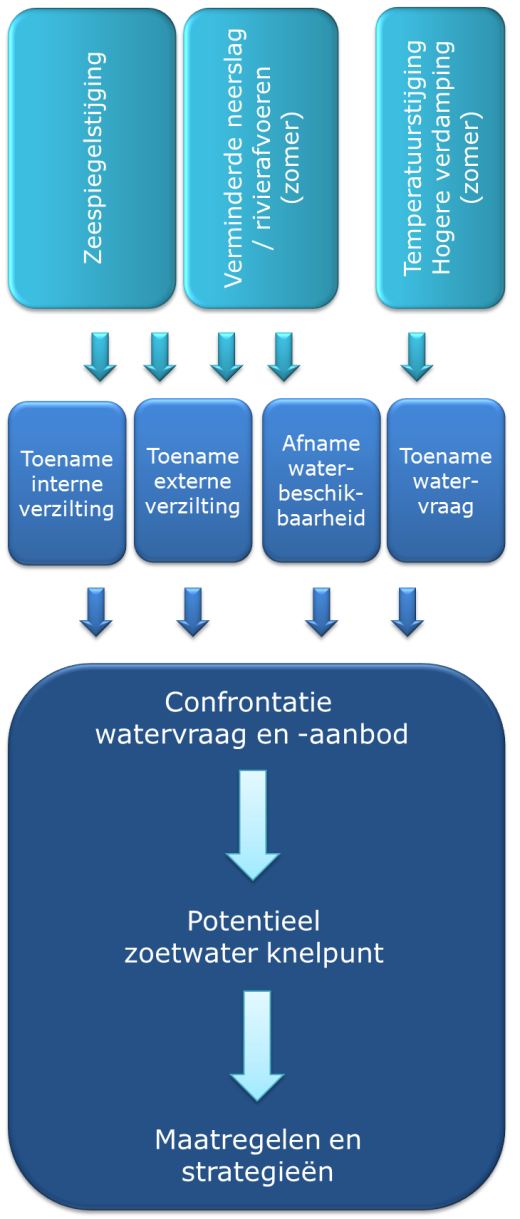 Zeespiegelstijging
Verminderde neerslag
/ rivierafvoeren
(zomer)
Temperatuurstijging
Hogere verdamping
(zomer)
Toename
interne
verzilting
Toename
externe
verzilting
Afname
water-
beschik-
baarheid
Toename
water-
vraag
Confrontatie
watervraag en -aanbod
Potentieel
zoetwater knelpunt
Maatregelen en
strategieën